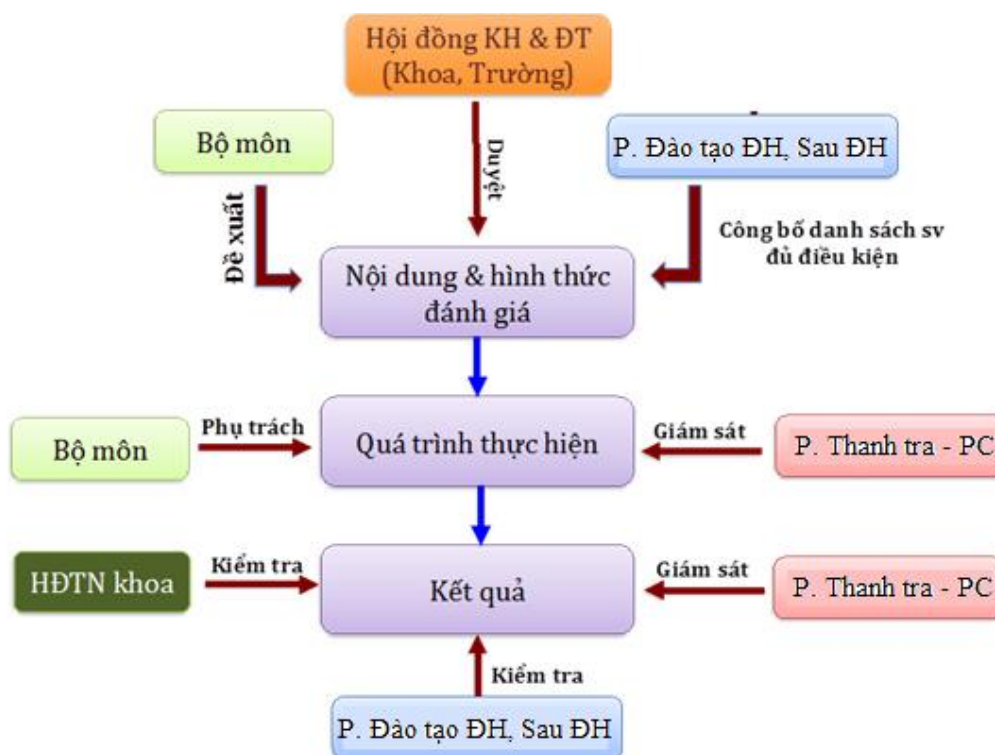 Hội đồng KH & ĐT
(Khoa, Trường)
Bộ môn
P. Đào tạo ĐH, Sau ĐH
Duyệt
Đề xuất
Công bố danh sách sv
đủ điều kiện
Nội dung & hình thức
đánh giá
Bộ môn
Phụ trách
Quá trình thực hiện
Giám sát
P. Thanh tra - PC
HĐTN khoa
Kiểm tra
Kết quả
Giám sát
P. Thanh tra - PC
Kiểm tra
P. Đào tạo ĐH, Sau ĐH